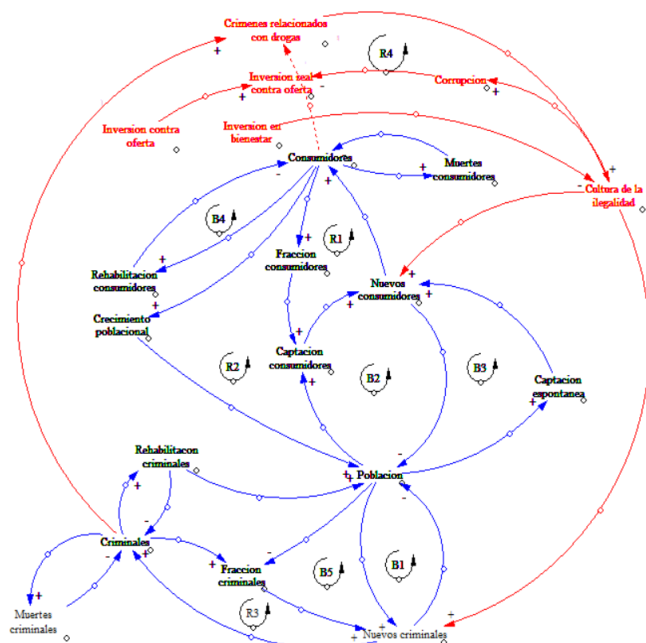 Crimenes relacionados
con drogas
R4
Inversion real
contra oferta
Corrupcion
Inversion contra
oferta
Inversion en
bienestar
Consumidores
Muertes
consumidores
Cultura de la
ilegalidad
B4
R1
Fraccion
consumidores
Rehabilitacion
consumidores
Nuevos
consumidores
Crecimiento
poblacional
R2
Captacion
consumidores
B2
B3
Captacion
espontanea
Rehabilitacon
criminales
Poblacion
Criminales
Fraccion
criminales
B5
B1
Muertes
criminales
R3
Nuevos criminales